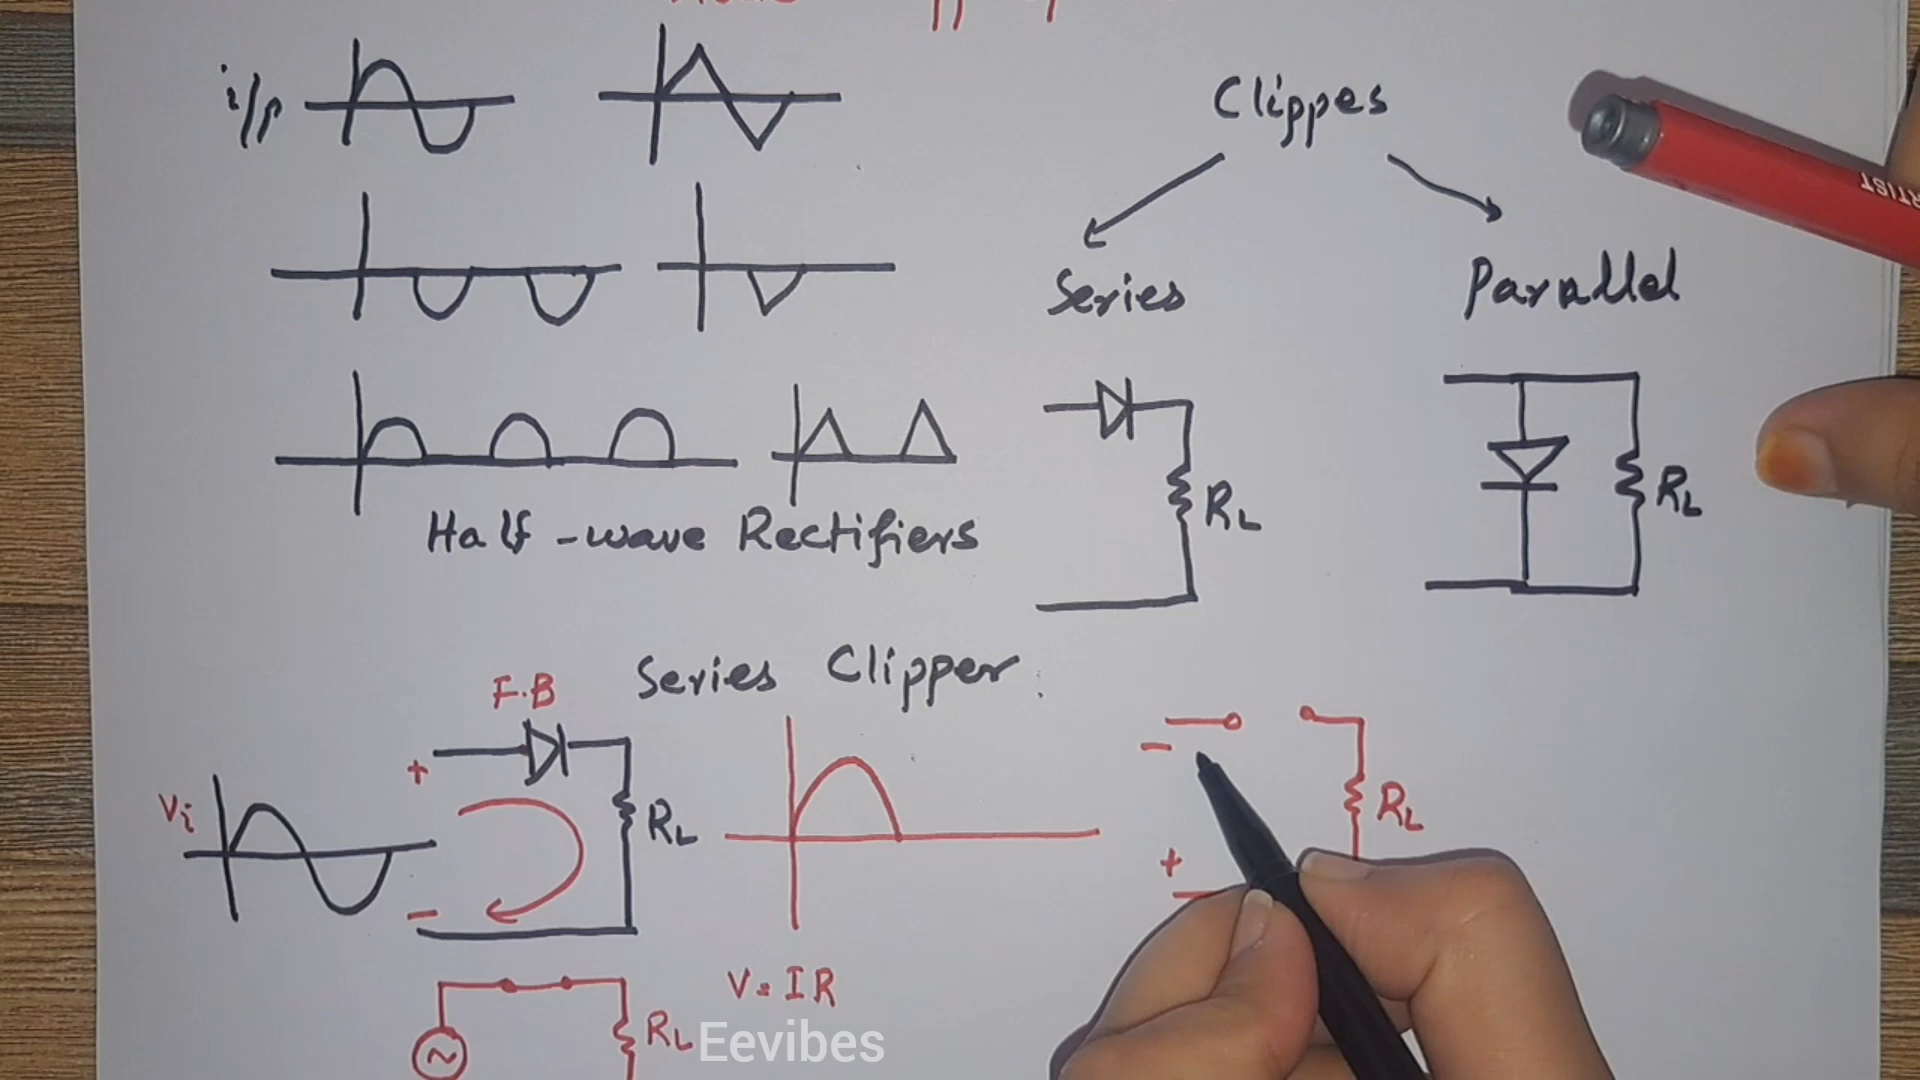 i/p
Clippes
Series
Parallel
RL
RL
Half-wave Rectifiers
Series Clipper
F.B
+
-
Vi
RL
-
+
RL
V = IR
RL
Eevibes